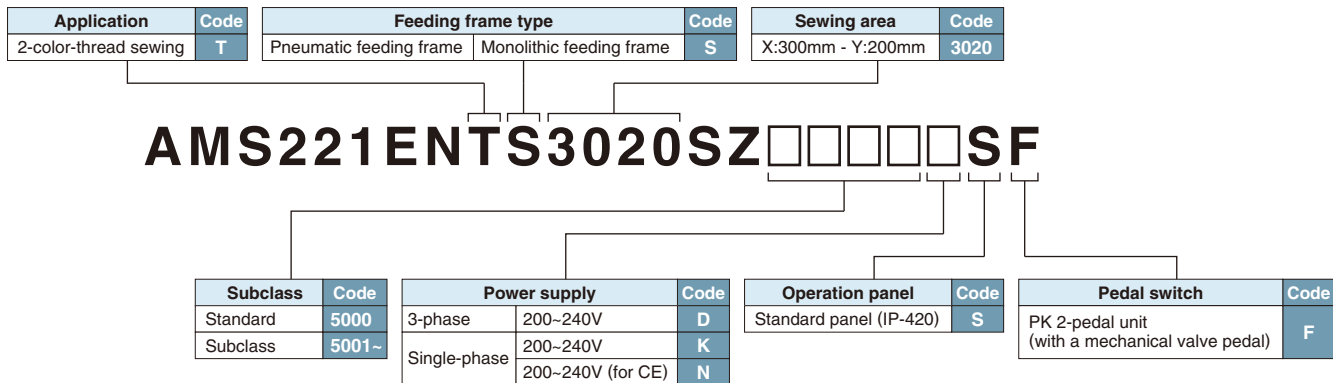 Application Code
2-color-thread sewing T
Feeding frame type Code
Pneumatic feeding frame Monolithic feeding frame S
Sewing area Code
X:300mm - Y:200mm 3020
AMS221ENTS3020SZ□□□□□SF
Subclass Code
Standard 5000
Subclass 5001~
Power supply Code
3-phase 200~240V D
Single-phase 200~240V K
200~240V (for CE) N
Operation panel Code
Standard panel (IP-420) S
Pedal switch Code
PK 2-pedal unit
(with a mechanical valve pedal) F